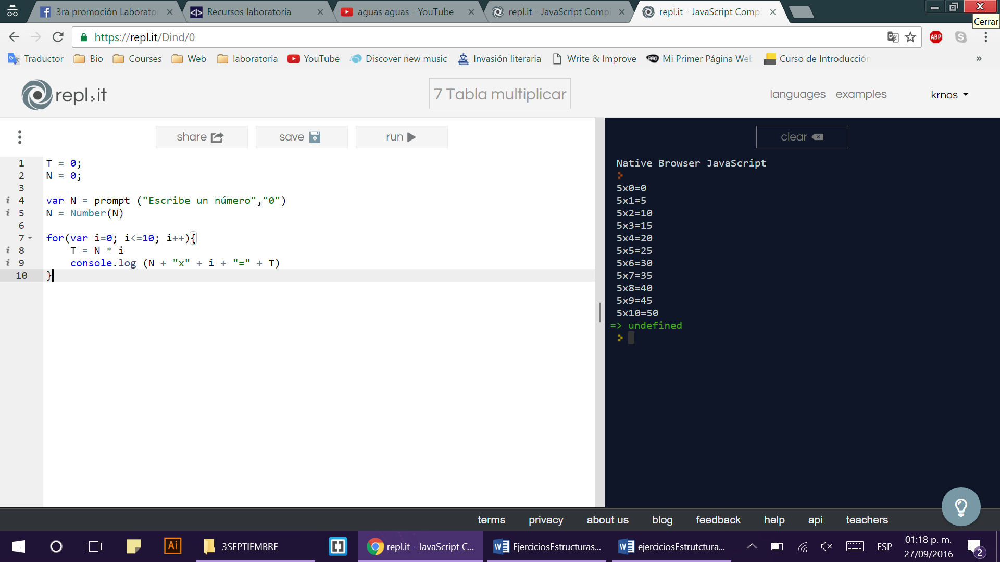 3ra promoción Laborato
Recursos laboratoria
aguas aguas - YouTube
repl.it - JavaScript Compi
repl.it - JavaScript Compi
Cerrar
https://repl.it/Dind/0
ABP
Traductor
Bio
Courses
Web
laboratoria
YouTube
Discover new music
Invasión literaria
Write & Improve
Mi Primer Página Web
Curso de Introducción
»
repl.it
7 Tabla multiplicar
languages
examples
krnos
share
save
run
clear
1 T = 0;
2 N = 0;
3
4 var N = prompt ("Escribe un número","0")
5 N = Number(N)
6
7 for(var i=0; i<=10; i++){
8 T = N * i
9 console.log (N + "x" + i + "=" + T)
10 }
Native Browser JavaScript
5x0=0
5x1=5
5x2=10
5x3=15
5x4=20
5x5=25
5x6=30
5x7=35
5x8=40
5x9=45
5x10=50
=> undefined
terms
privacy
about us
blog
feedback
help
api
teachers
Ai
3SEPTIEMBRE
repl.it - JavaScript C...
EjerciciosEstructuras...
ejerciciosEstrutctura...
ESP
01:18 p. m.
27/09/2016
2